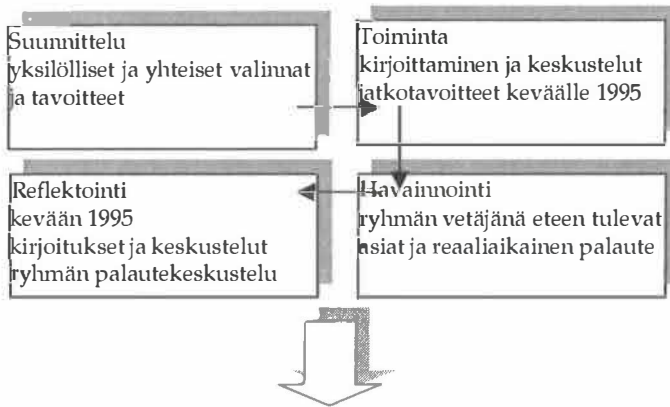 Suunnittelu
yksilölliset ja yhteiset valinnat
ja tavoitteet
Toiminta
kirjoittaminen ja keskustelut
jatkotavoitteet keväälle 1995
Reflektointi
kevään 1995
kirjoitukset ja keskustelut
ryhmän palautekeskustelu
Havainnointi
ryhmän vetäjänä eteen tulevat
asiat ja reaaliaikainen palaute